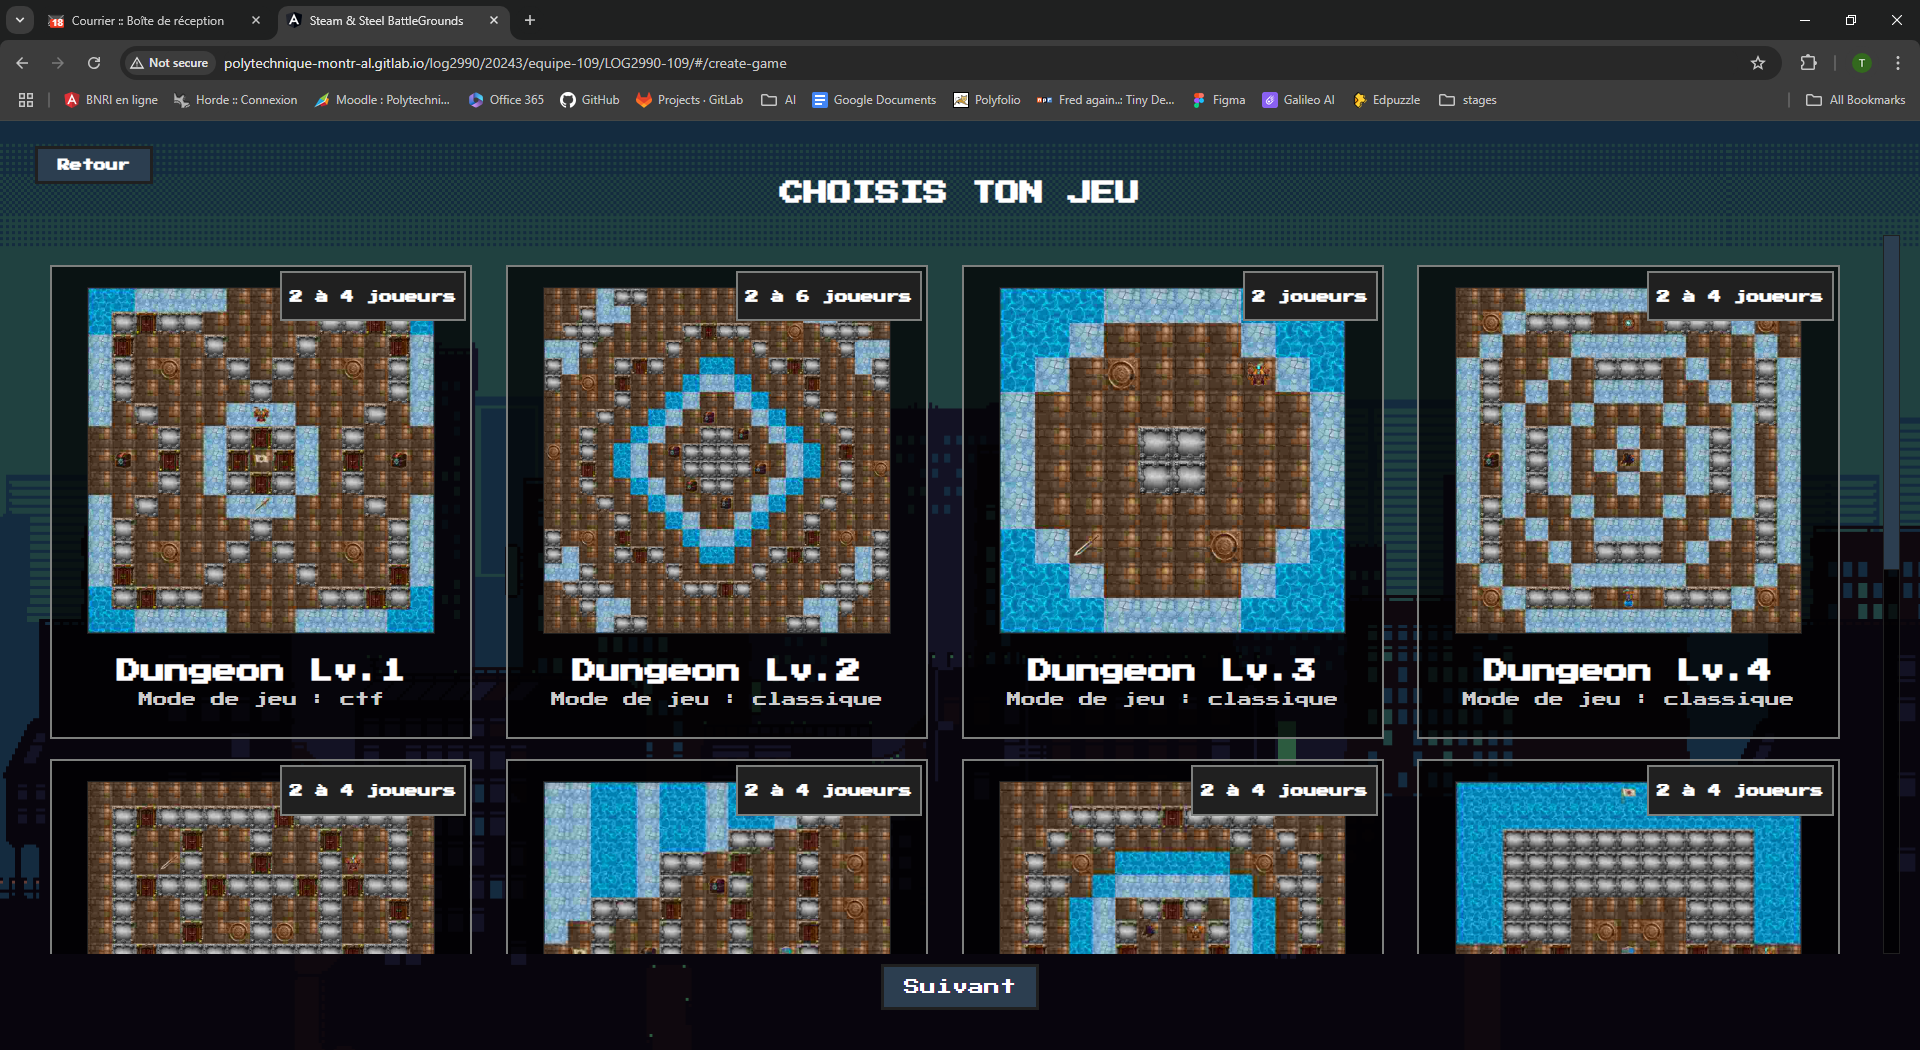 Courrier :: Boîte de réception
Steam & Steel BattleGrounds
Not secure
polytechnique-montr-al.gitlab.io/log2990/20243/equipe-109/LOG2990-109/#/create-game
T
BNRI en ligne
Horde :: Connexion
Moodle : Polytechni...
Office 365
GitHub
Projects · GitLab
AI
Google Documents
Polyfolio
Fred again..: Tiny De...
Figma
Galileo AI
Edpuzzle
stages
All Bookmarks
Retour
CHOISIS TON JEU
2 à 4 joueurs
2 à 6 joueurs
2 joueurs
2 à 4 joueurs
Dungeon Lv.1
Mode de jeu : ctf
Dungeon Lv.2
Mode de jeu : classique
Dungeon Lv.3
Mode de jeu : classique
Dungeon Lv.4
Mode de jeu : classique
2 à 4 joueurs
2 à 4 joueurs
2 à 4 joueurs
2 à 4 joueurs
Suivant